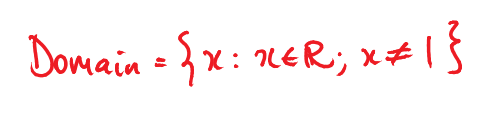 Domain = {x : x ∈ R; x ≠ 1}